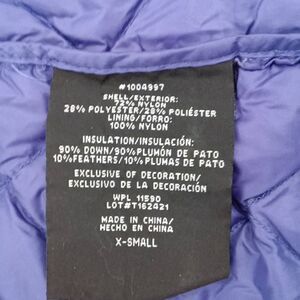 #1004997
SHELL/EXTERIOR:
72% NYLON
28% POLYESTER/28% POLIÉSTER
LINING/FORRO:
100% NYLON
INSULATION/INSULACIÓN:
90% DOWN/90% PLUMÓN DE PATO
10% FEATHERS/10% PLUMAS DE PATO
EXCLUSIVE OF DECORATION/
EXCLUSIVO DE LA DECORACIÓN
WPL 11590
LOT#T162421
MADE IN CHINA/
HECHO EN CHINA
X-SMALL